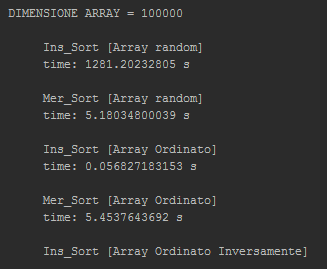 DIMENSIONE ARRAY = 100000
Ins_Sort [Array random]
time: 1281.20232805 s
Mer_Sort [Array random]
time: 5.18034800039 s
Ins_Sort [Array Ordinato]
time: 0.056827183153 s
Mer_Sort [Array Ordinato]
time: 5.4537643692 s
Ins_Sort [Array Ordinato Inversamente]